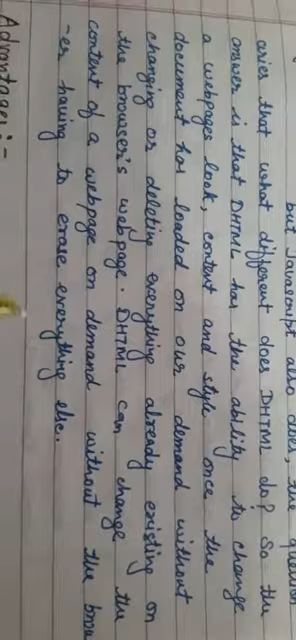 but Javascript also does, the question
aries that what different does DHTML do? So the
answer is that DHTML has the ability to change
a webpages look, content and style once the
document has loaded on our demand without
changing or deleting everything already existing on
the browser's webpage. DHTML can change the
content of a webpage on demand without the brow
-er having to erase everything else.
Advantages:-